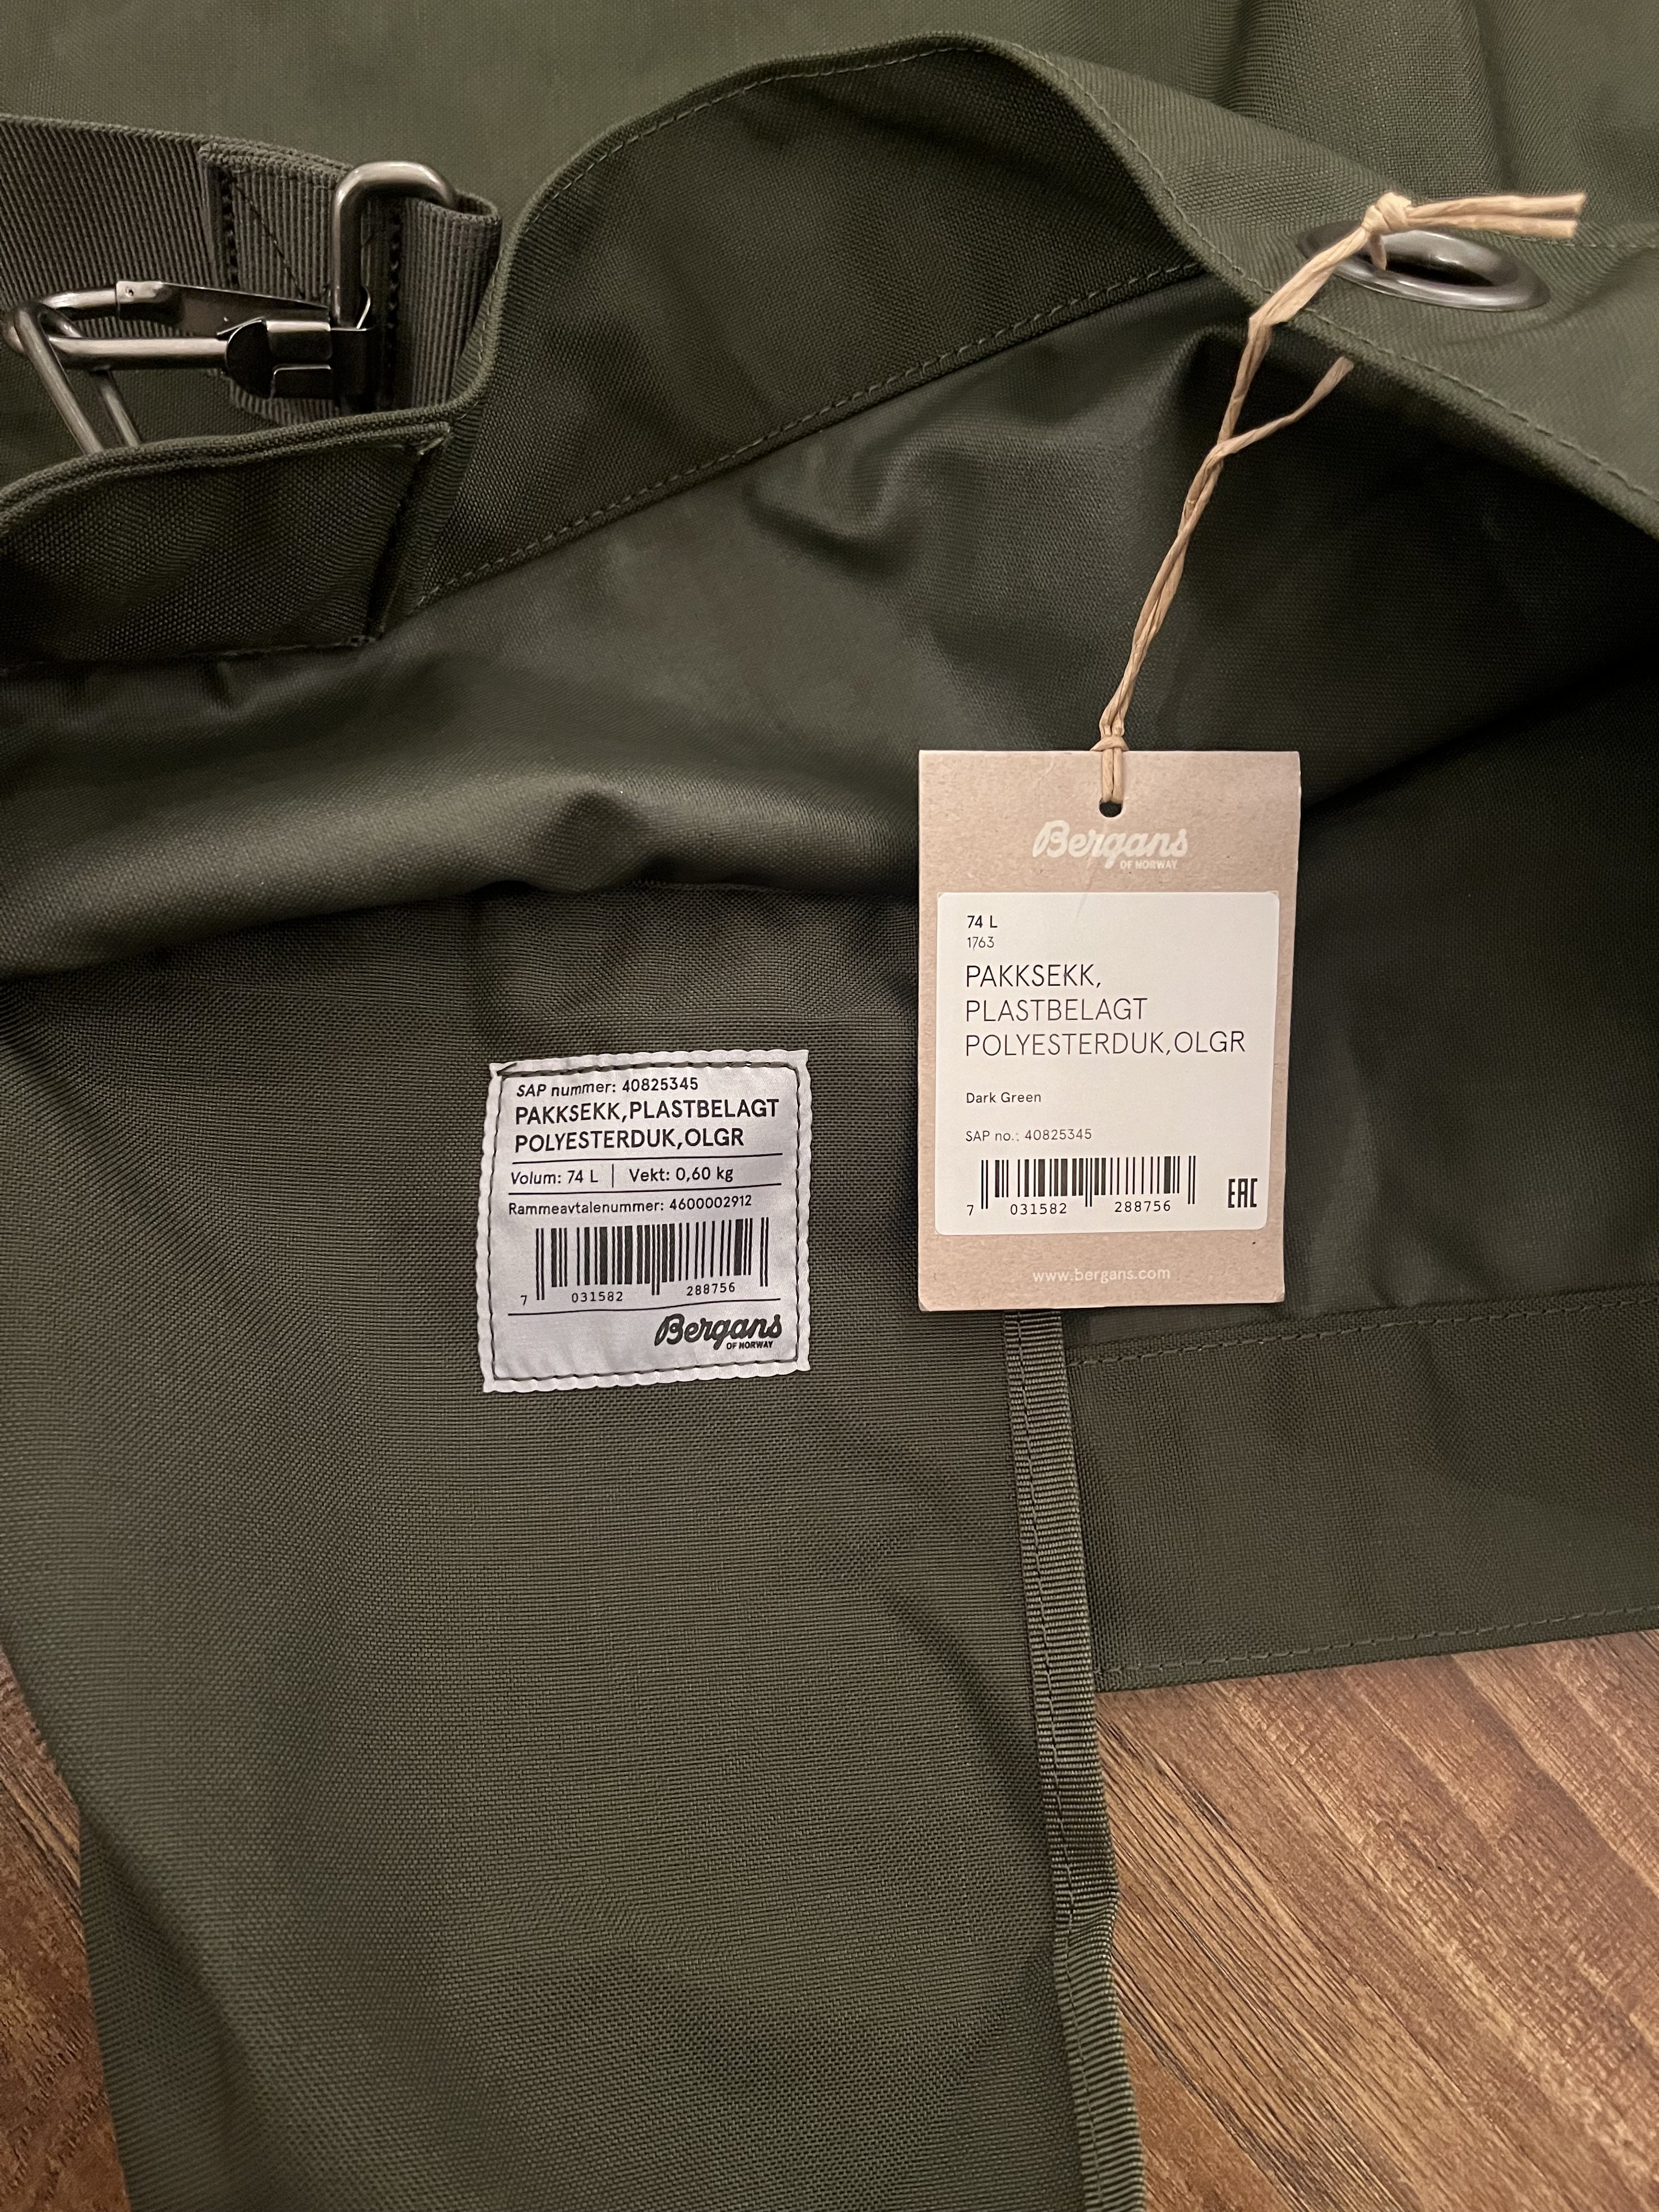 SAP nummer: 40825345
PAKKSEKK,PLASTBELAGT
POLYESTERDUK,OLGR
Volum: 74 L | Vekt: 0,60 kg
Rammeavtalenummer: 4600002912
7 031582 288756
Bergans
OF NORWAY
Bergans
OF NORWAY
74 L
1763
PAKKSEKK,
PLASTBELAGT
POLYESTERDUK,OLGR
Dark Green
SAP no.: 40825345
7 031582 288756
EAC
www.bergans.com